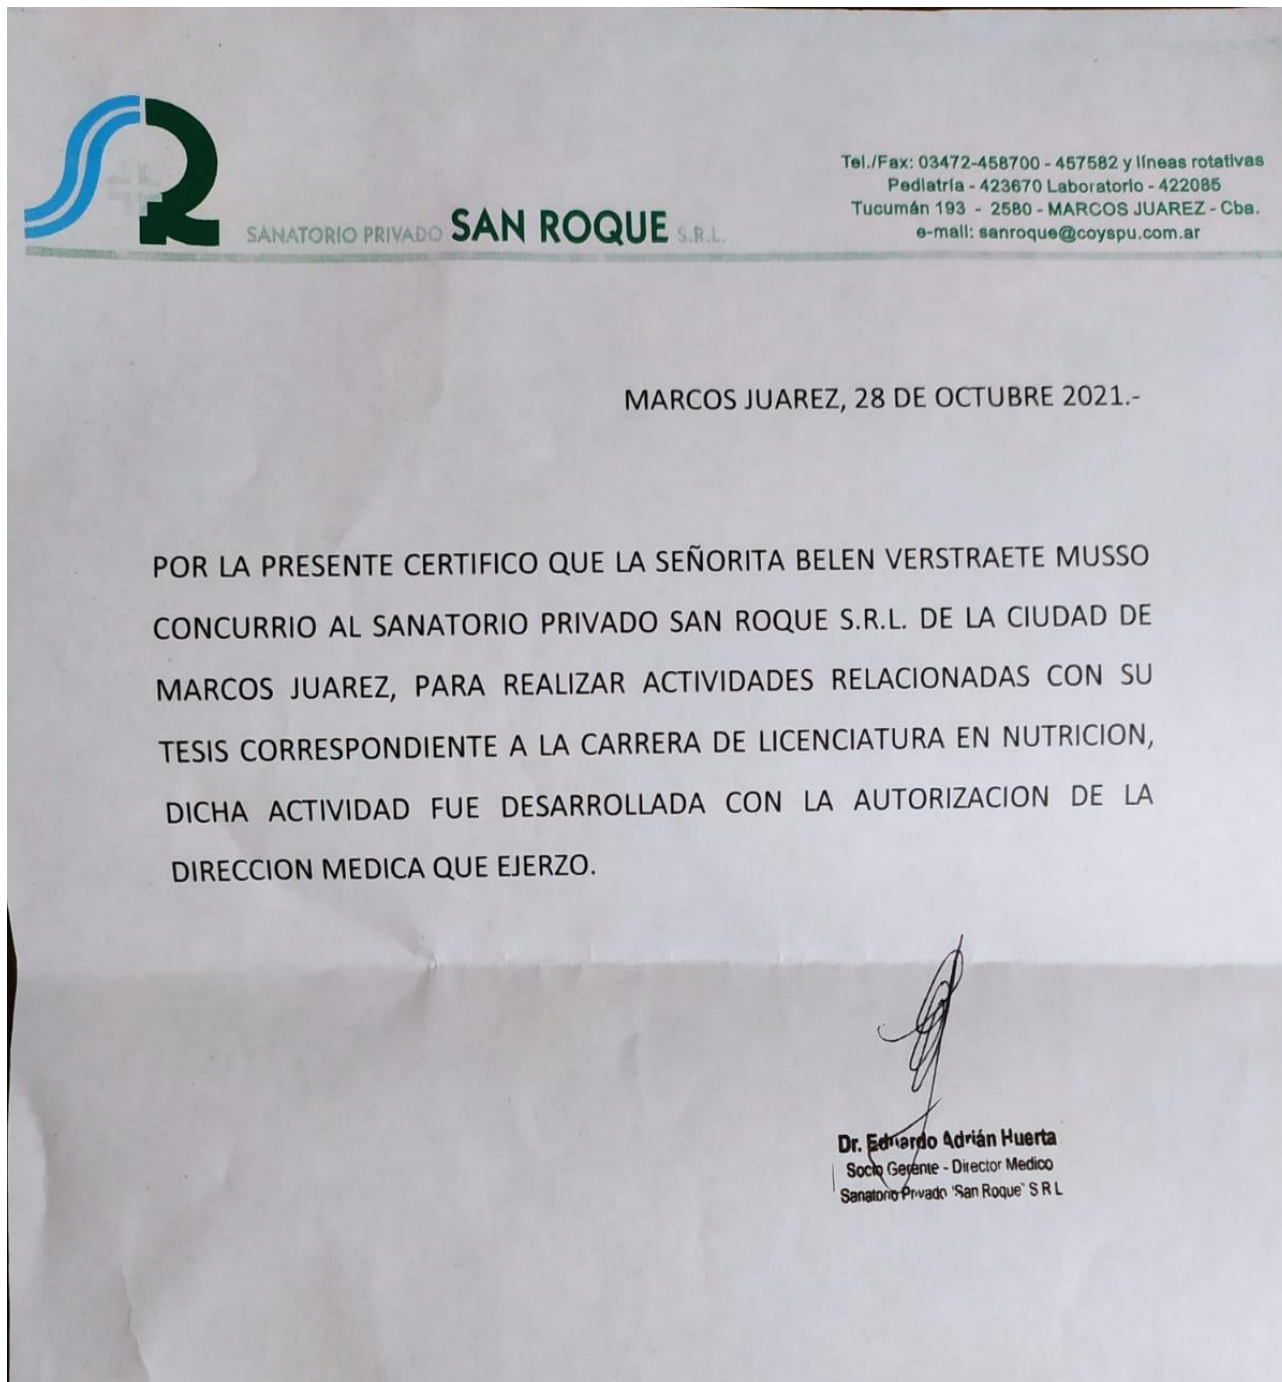 SANATORIO PRIVADO SAN ROQUE S.R.L.
Tel./Fax: 03472-458700 - 457582 y líneas rotativas
Pediatría - 423670 Laboratorio - 422085
Tucumán 193 - 2580 - MARCOS JUAREZ - Cba.
e-mail: sanroque@coyspu.com.ar
MARCOS JUAREZ, 28 DE OCTUBRE 2021.-
POR LA PRESENTE CERTIFICO QUE LA SEÑORITA BELEN VERSTRAETE MUSSO
CONCURRIO AL SANATORIO PRIVADO SAN ROQUE S.R.L. DE LA CIUDAD DE
MARCOS JUAREZ, PARA REALIZAR ACTIVIDADES RELACIONADAS CON SU
TESIS CORRESPONDIENTE A LA CARRERA DE LICENCIATURA EN NUTRICION,
DICHA ACTIVIDAD FUE DESARROLLADA CON LA AUTORIZACION DE LA
DIRECCION MEDICA QUE EJERZO.
Dr. Eduardo Adrián Huerta
Socio Gerente - Director Medico
Sanatorio Privado "San Roque" S R L